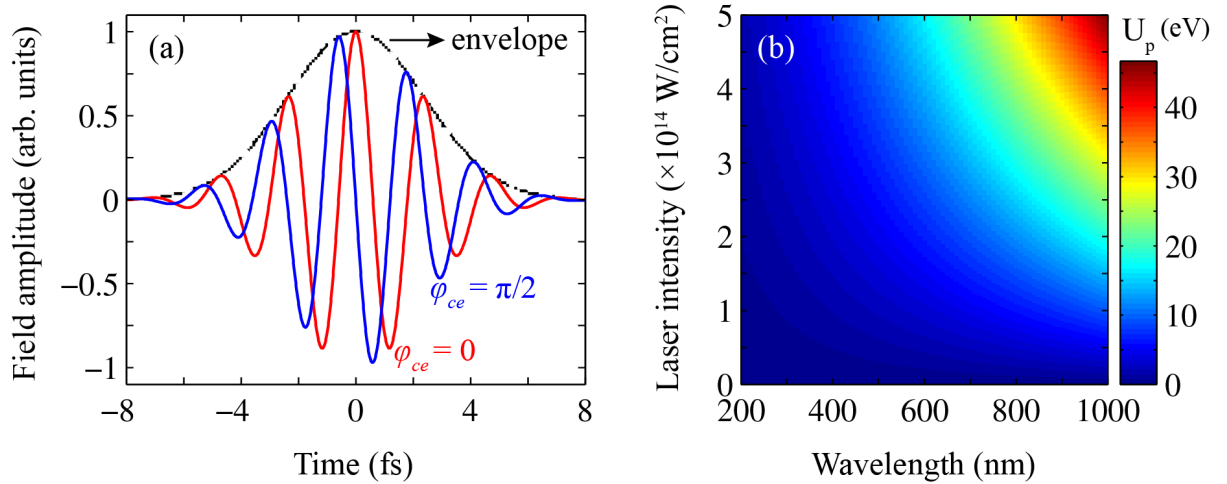 (a)
envelope
Field amplitude (arb. units)
1
0.5
0
−0.5
−1
φce = π/2
φce = 0
−8
−4
0
4
8
Time (fs)
(b)
Laser intensity (×10¹⁴ W/cm²)
5
4
3
2
1
0
200
400
600
800
1000
Wavelength (nm)
Up (eV)
40
30
20
10
0